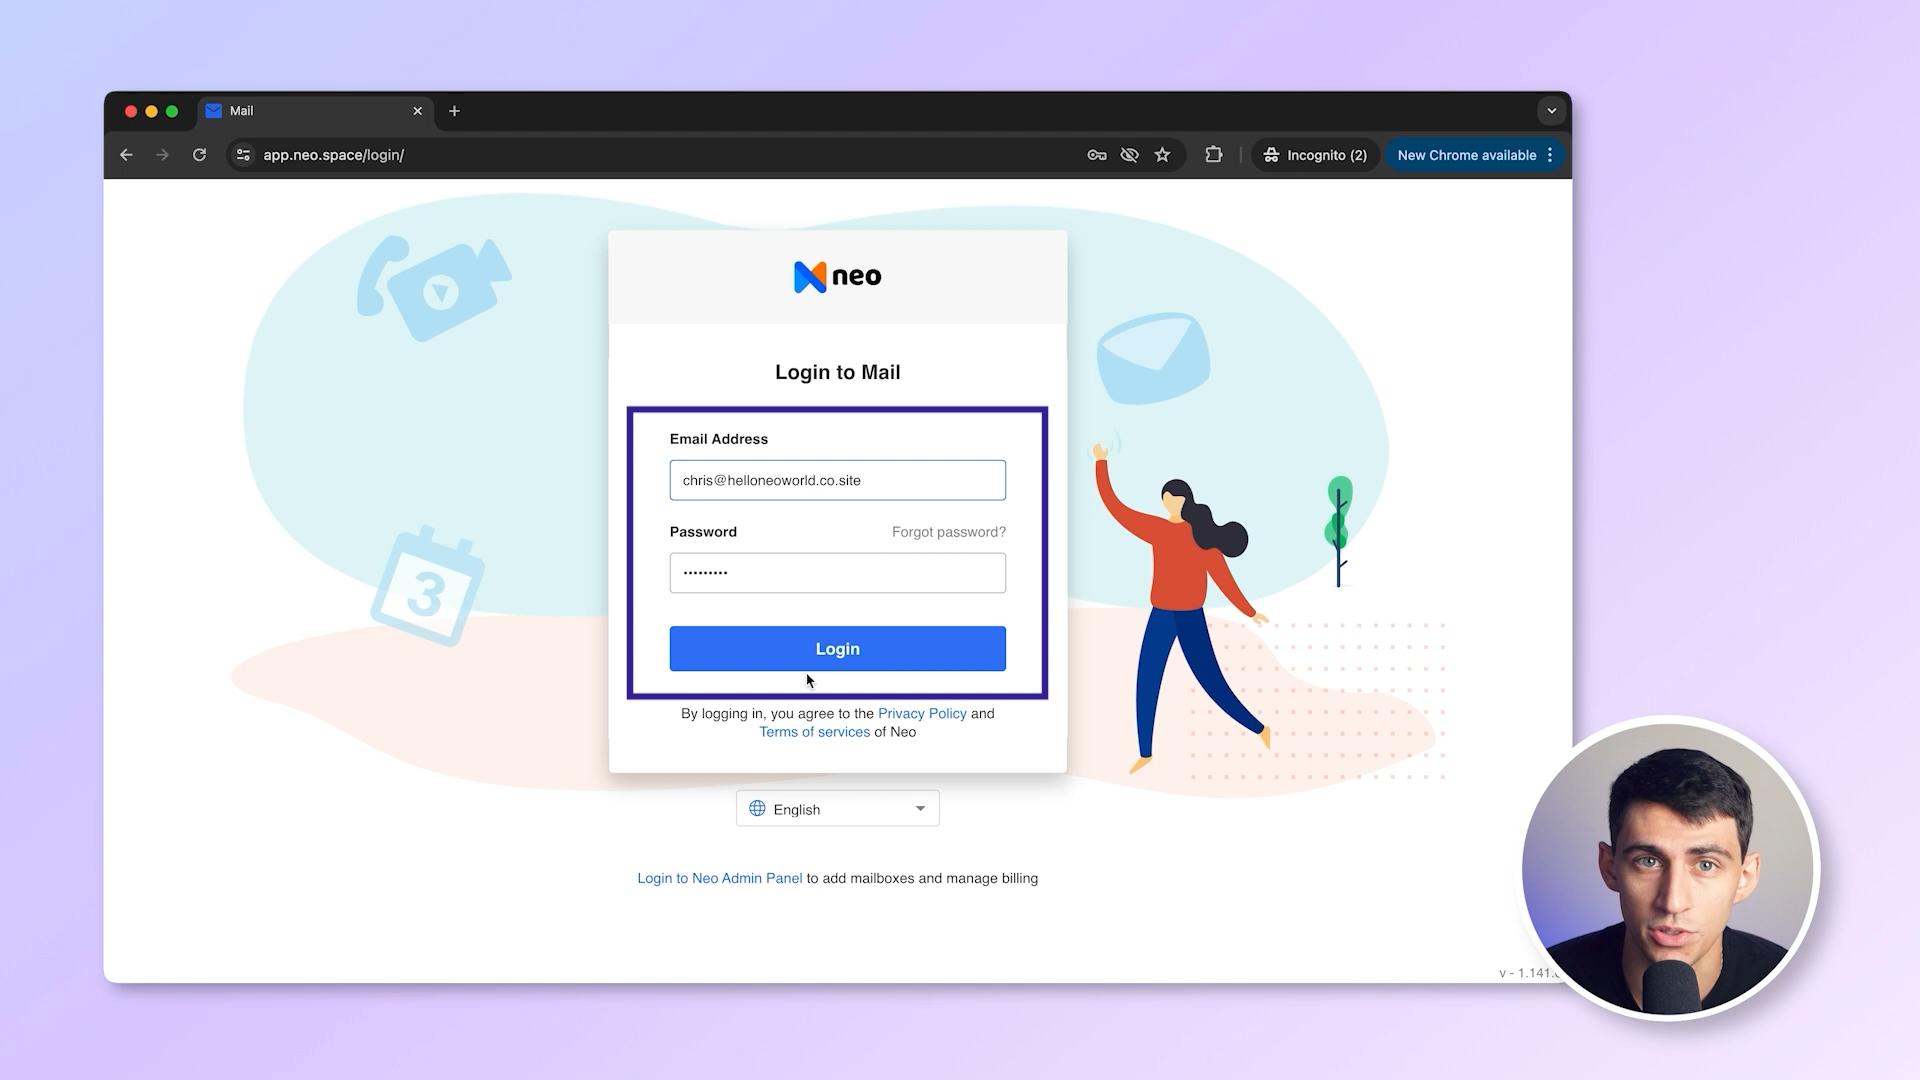 Mail
app.neo.space/login/
Incognito (2)
New Chrome available
neo
Login to Mail
Email Address
chris@helloneoworld.co.site
Password
Forgot password?
Login
By logging in, you agree to the Privacy Policy and
Terms of services of Neo
3
English
Login to Neo Admin Panel to add mailboxes and manage billing
v - 1.141.